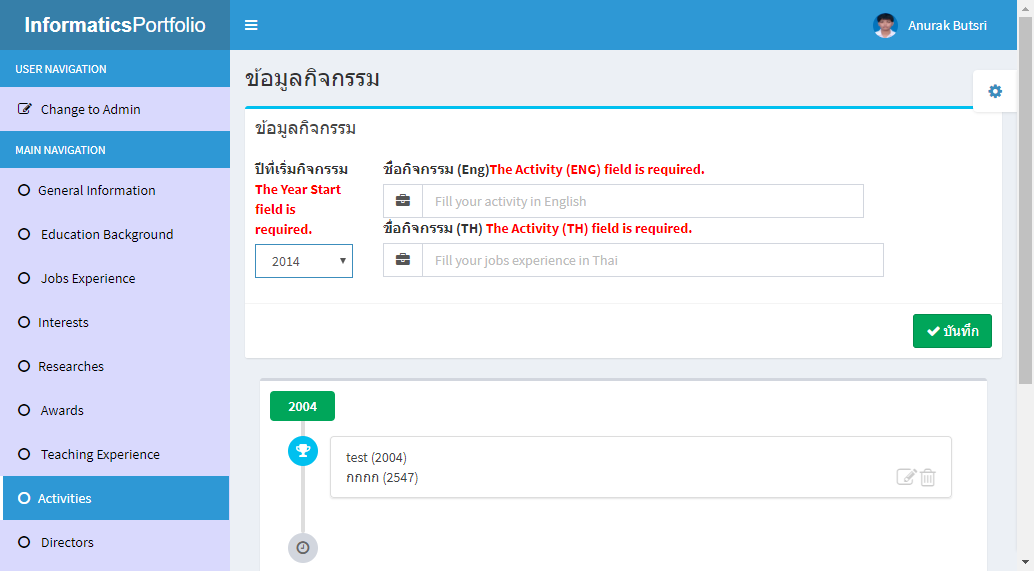 InformaticsPortfolio
Anurak Butsri
USER NAVIGATION
Change to Admin
MAIN NAVIGATION
General Information
Education Background
Jobs Experience
Interests
Researches
Awards
Teaching Experience
Activities
Directors
ข้อมูลกิจกรรม
ข้อมูลกิจกรรม
ปีที่เริ่มกิจกรรม
The Year Start
field is
required.
2014
ชื่อกิจกรรม (Eng)The Activity (ENG) field is required.
Fill your activity in English
ชื่อกิจกรรม (TH) The Activity (TH) field is required.
Fill your jobs experience in Thai
บันทึก
2004
test (2004)
กกกก (2547)